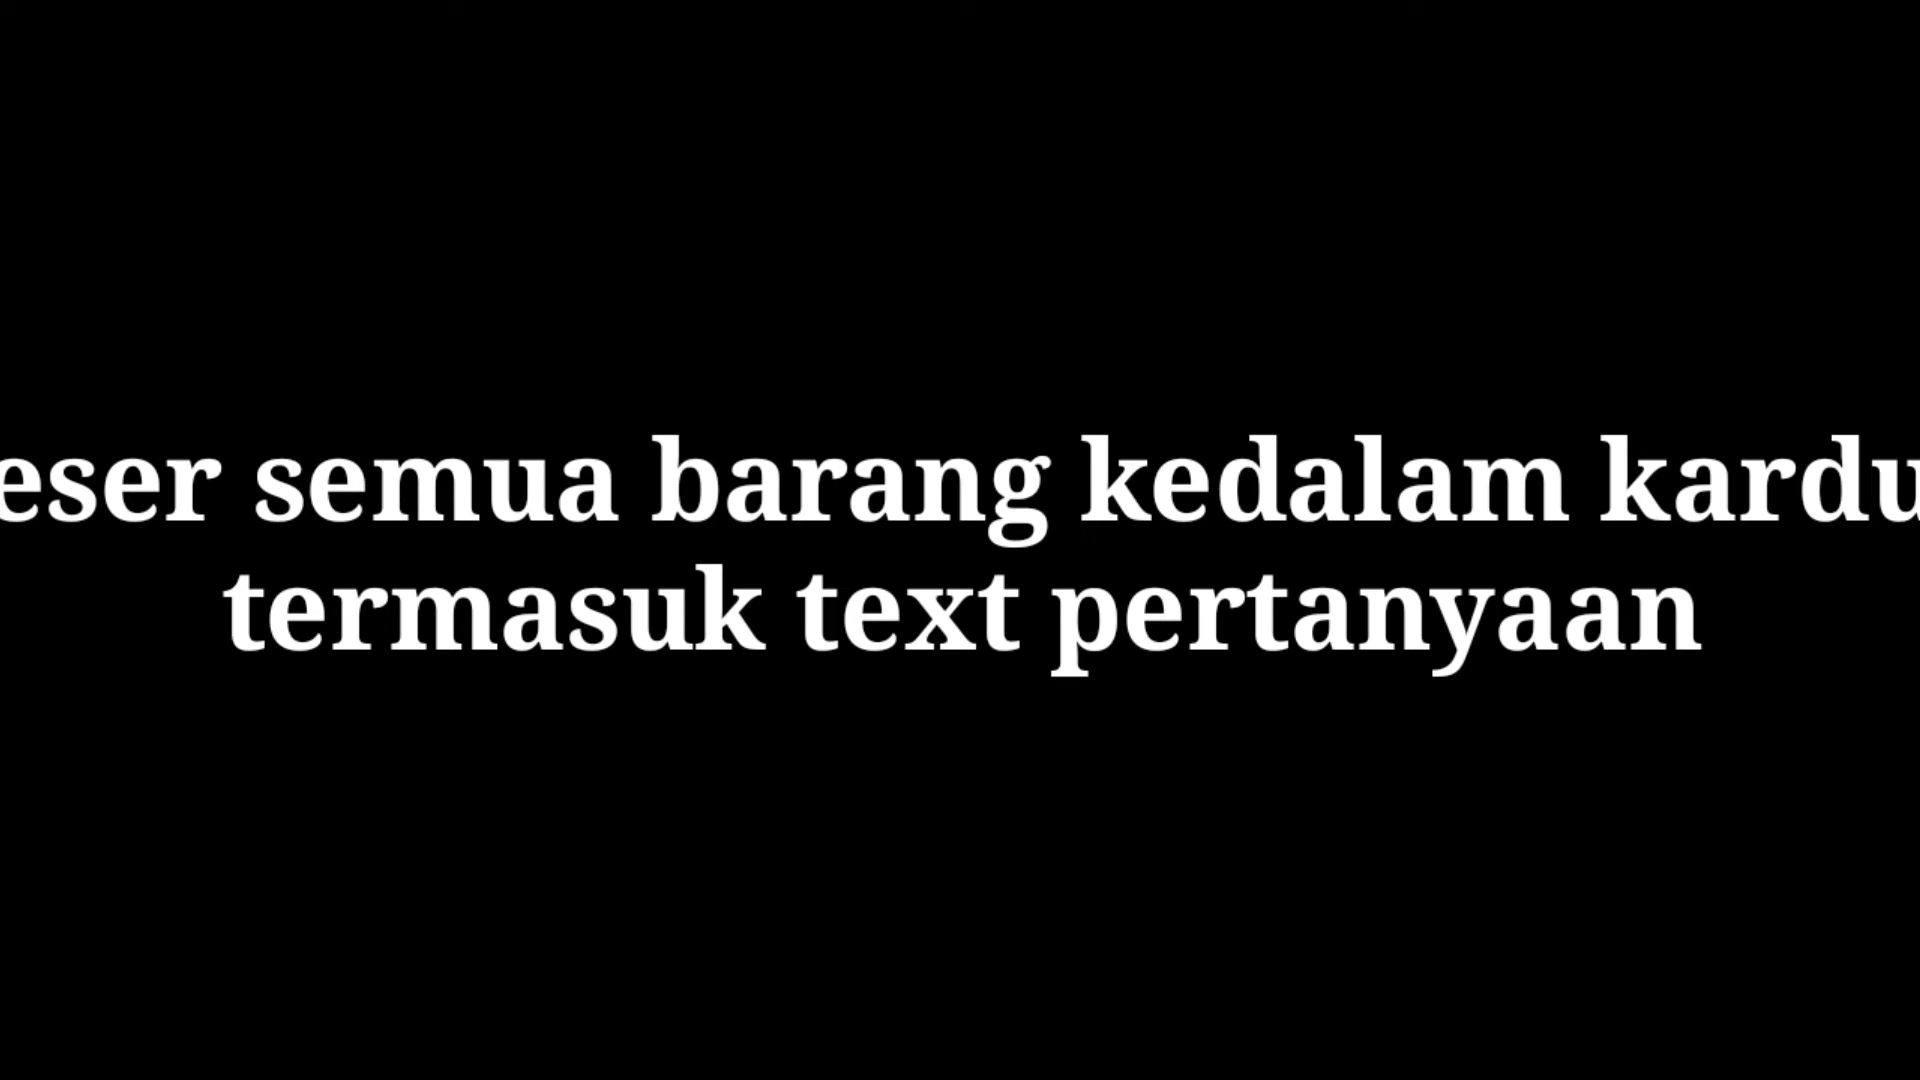 eser semua barang kedalam kardu
termasuk text pertanyaan